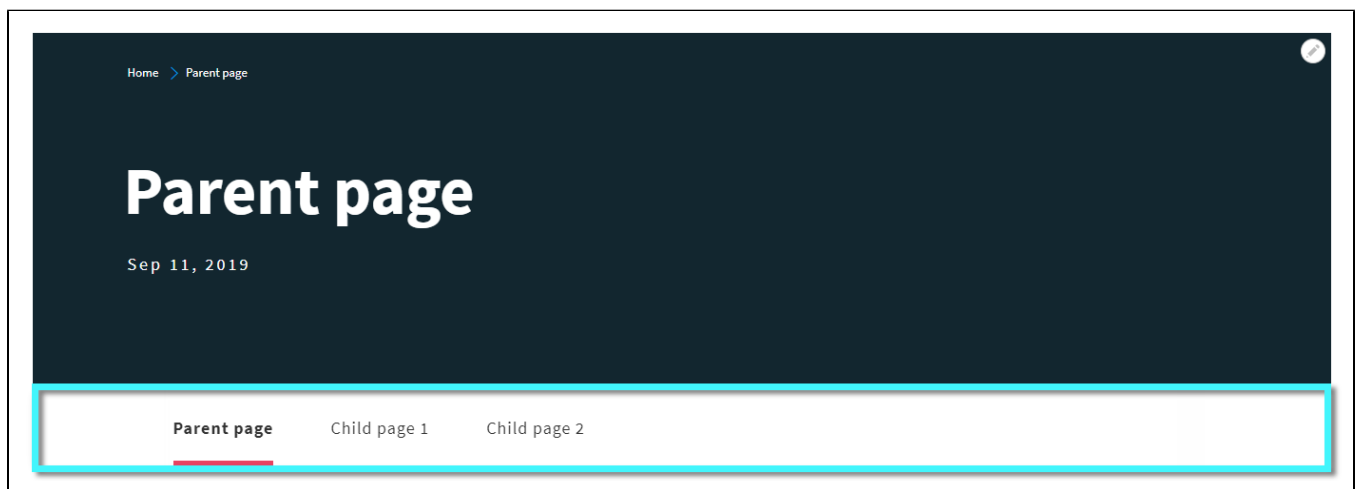 Home > Parent page
Parent page
Sep 11, 2019
Parent page Child page 1 Child page 2